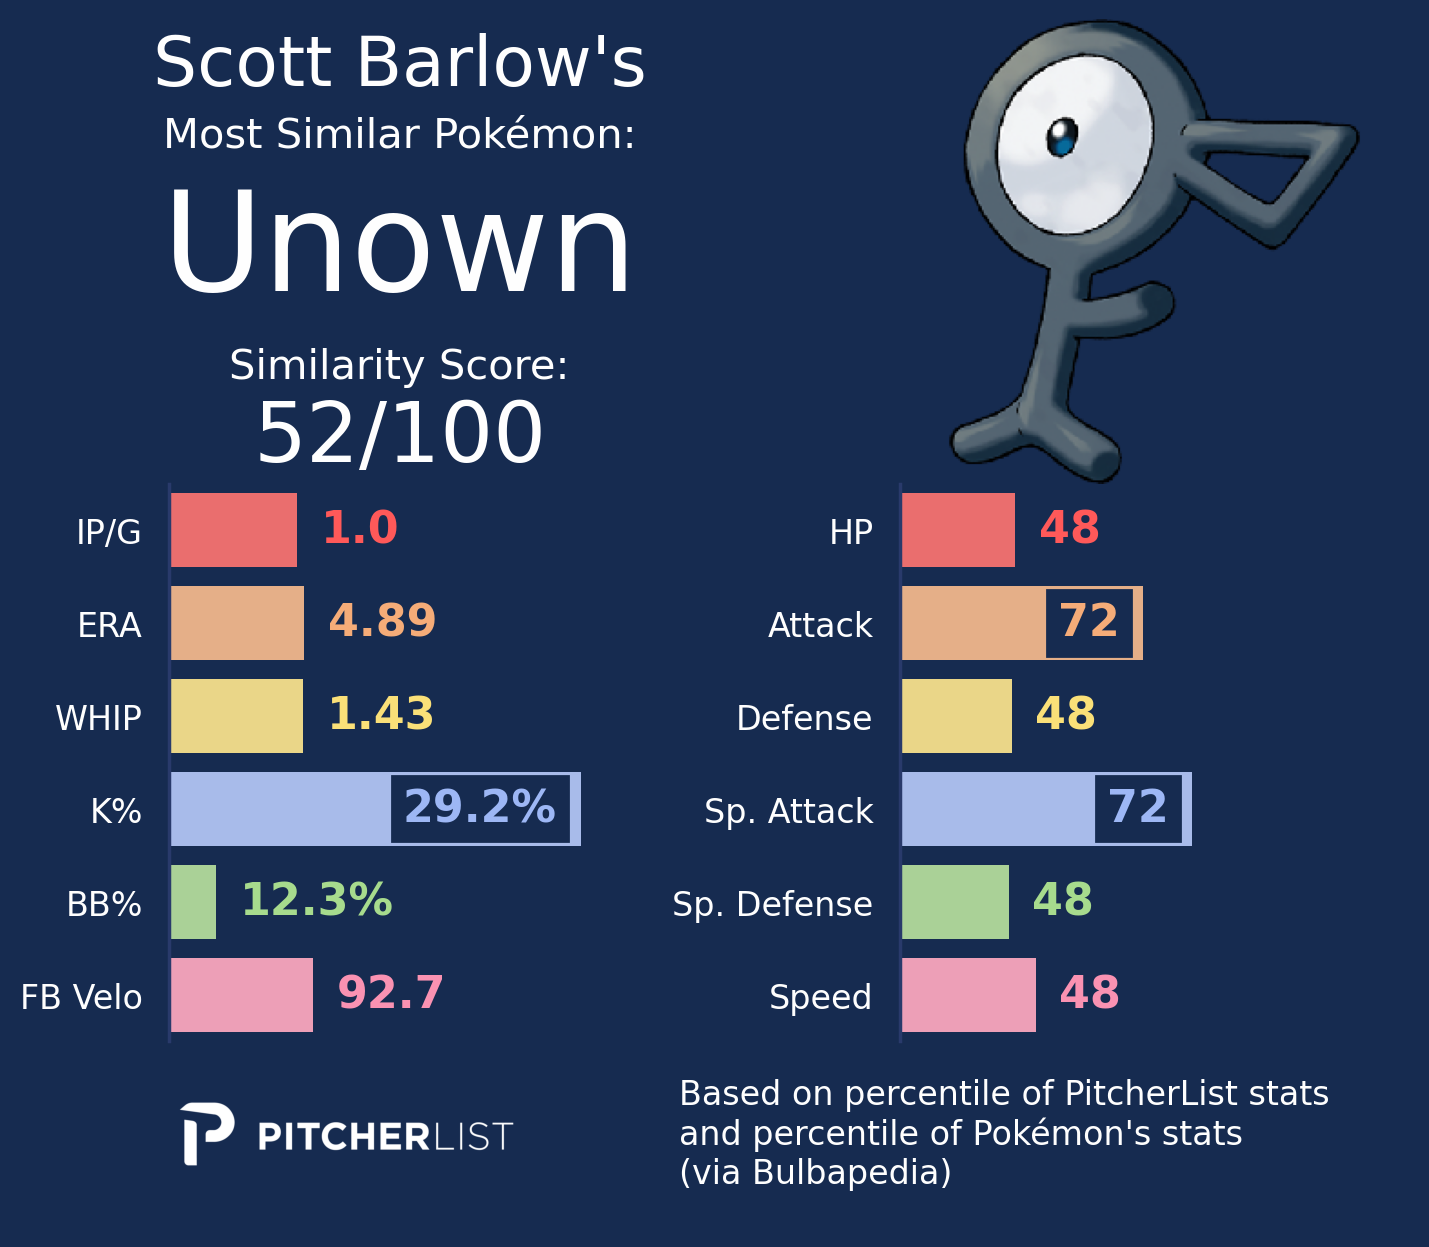 Scott Barlow's
Most Similar Pokémon:
Unown
Similarity Score:
52/100
IP/G 1.0
ERA 4.89
WHIP 1.43
K% 29.2%
BB% 12.3%
FB Velo 92.7
HP 48
Attack 72
Defense 48
Sp. Attack 72
Sp. Defense 48
Speed 48
PITCHERLIST
Based on percentile of PitcherList stats
and percentile of Pokémon's stats
(via Bulbapedia)